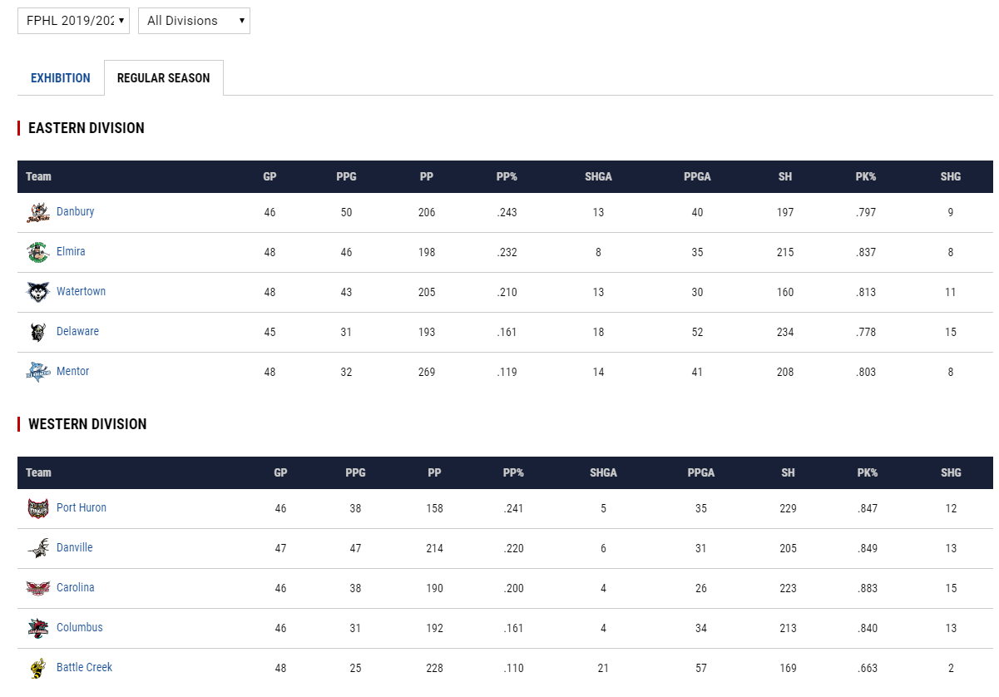 FPHL 2019/202 All Divisions
EXHIBITION REGULAR SEASON
EASTERN DIVISION
Team GP PPG PP PP% SHGA PPGA SH PK% SHG
Danbury 46 50 206 .243 13 40 197 .797 9
Elmira 48 46 198 .232 8 35 215 .837 8
Watertown 48 43 205 .210 13 30 160 .813 11
Delaware 45 31 193 .161 18 52 234 .778 15
Mentor 48 32 269 .119 14 41 208 .803 8
WESTERN DIVISION
Team GP PPG PP PP% SHGA PPGA SH PK% SHG
Port Huron 46 38 158 .241 5 35 229 .847 12
Danville 47 47 214 .220 6 31 205 .849 13
Carolina 46 38 190 .200 4 26 223 .883 15
Columbus 46 31 192 .161 4 34 213 .840 13
Battle Creek 48 25 228 .110 21 57 169 .663 2